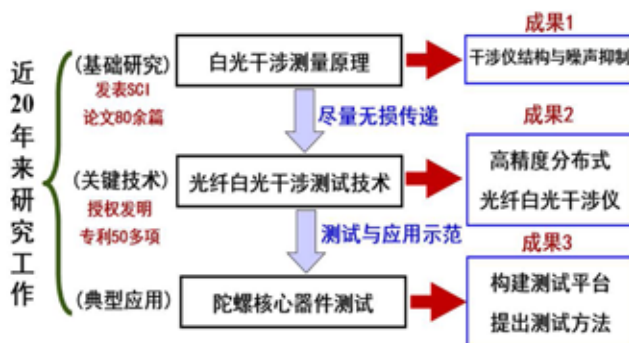 近20年来研究工作
(基础研究)
发表SCI
论文80余篇
白光干涉测量原理
成果1
干涉仪结构与噪声抑制
尽量无损传递
(关键技术)
授权发明
专利50多项
光纤白光干涉测试技术
成果2
高精度分布式
光纤白光干涉仪
测试与应用示范
(典型应用)
陀螺核心器件测试
成果3
构建测试平台
提出测试方法